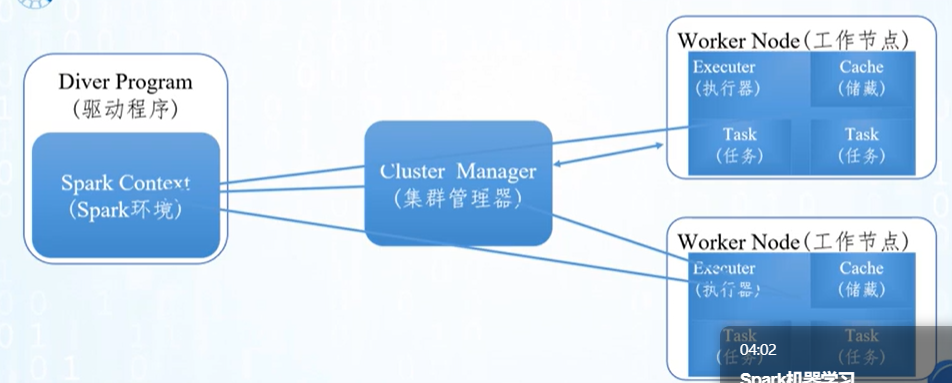 Diver Program
(驱动程序)
Spark Context
(Spark环境)
Cluster Manager
(集群管理器)
Worker Node(工作节点)
Executer
(执行器)
Cache
(储藏)
Task
(任务)
Task
(任务)
Worker Node(工作节点)
Executer
(执行器)
Cache
(储藏)
Task
(任务)
Task
(任务)
04:02
Spark机器学习